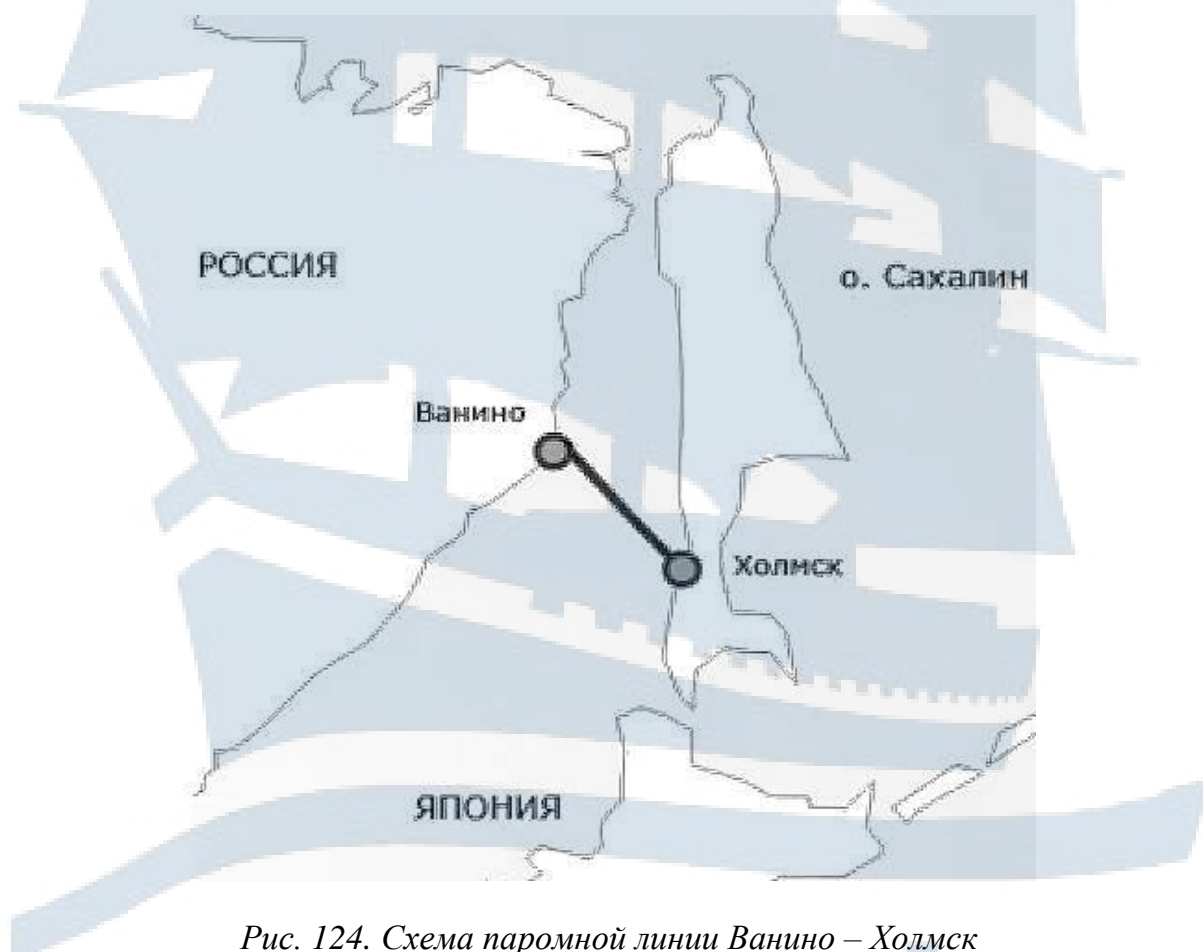 РОССИЯ
о. Сахалин
Ванино
Холмск
ЯПОНИЯ
Рис. 124. Схема паромной линии Ванино – Холмск